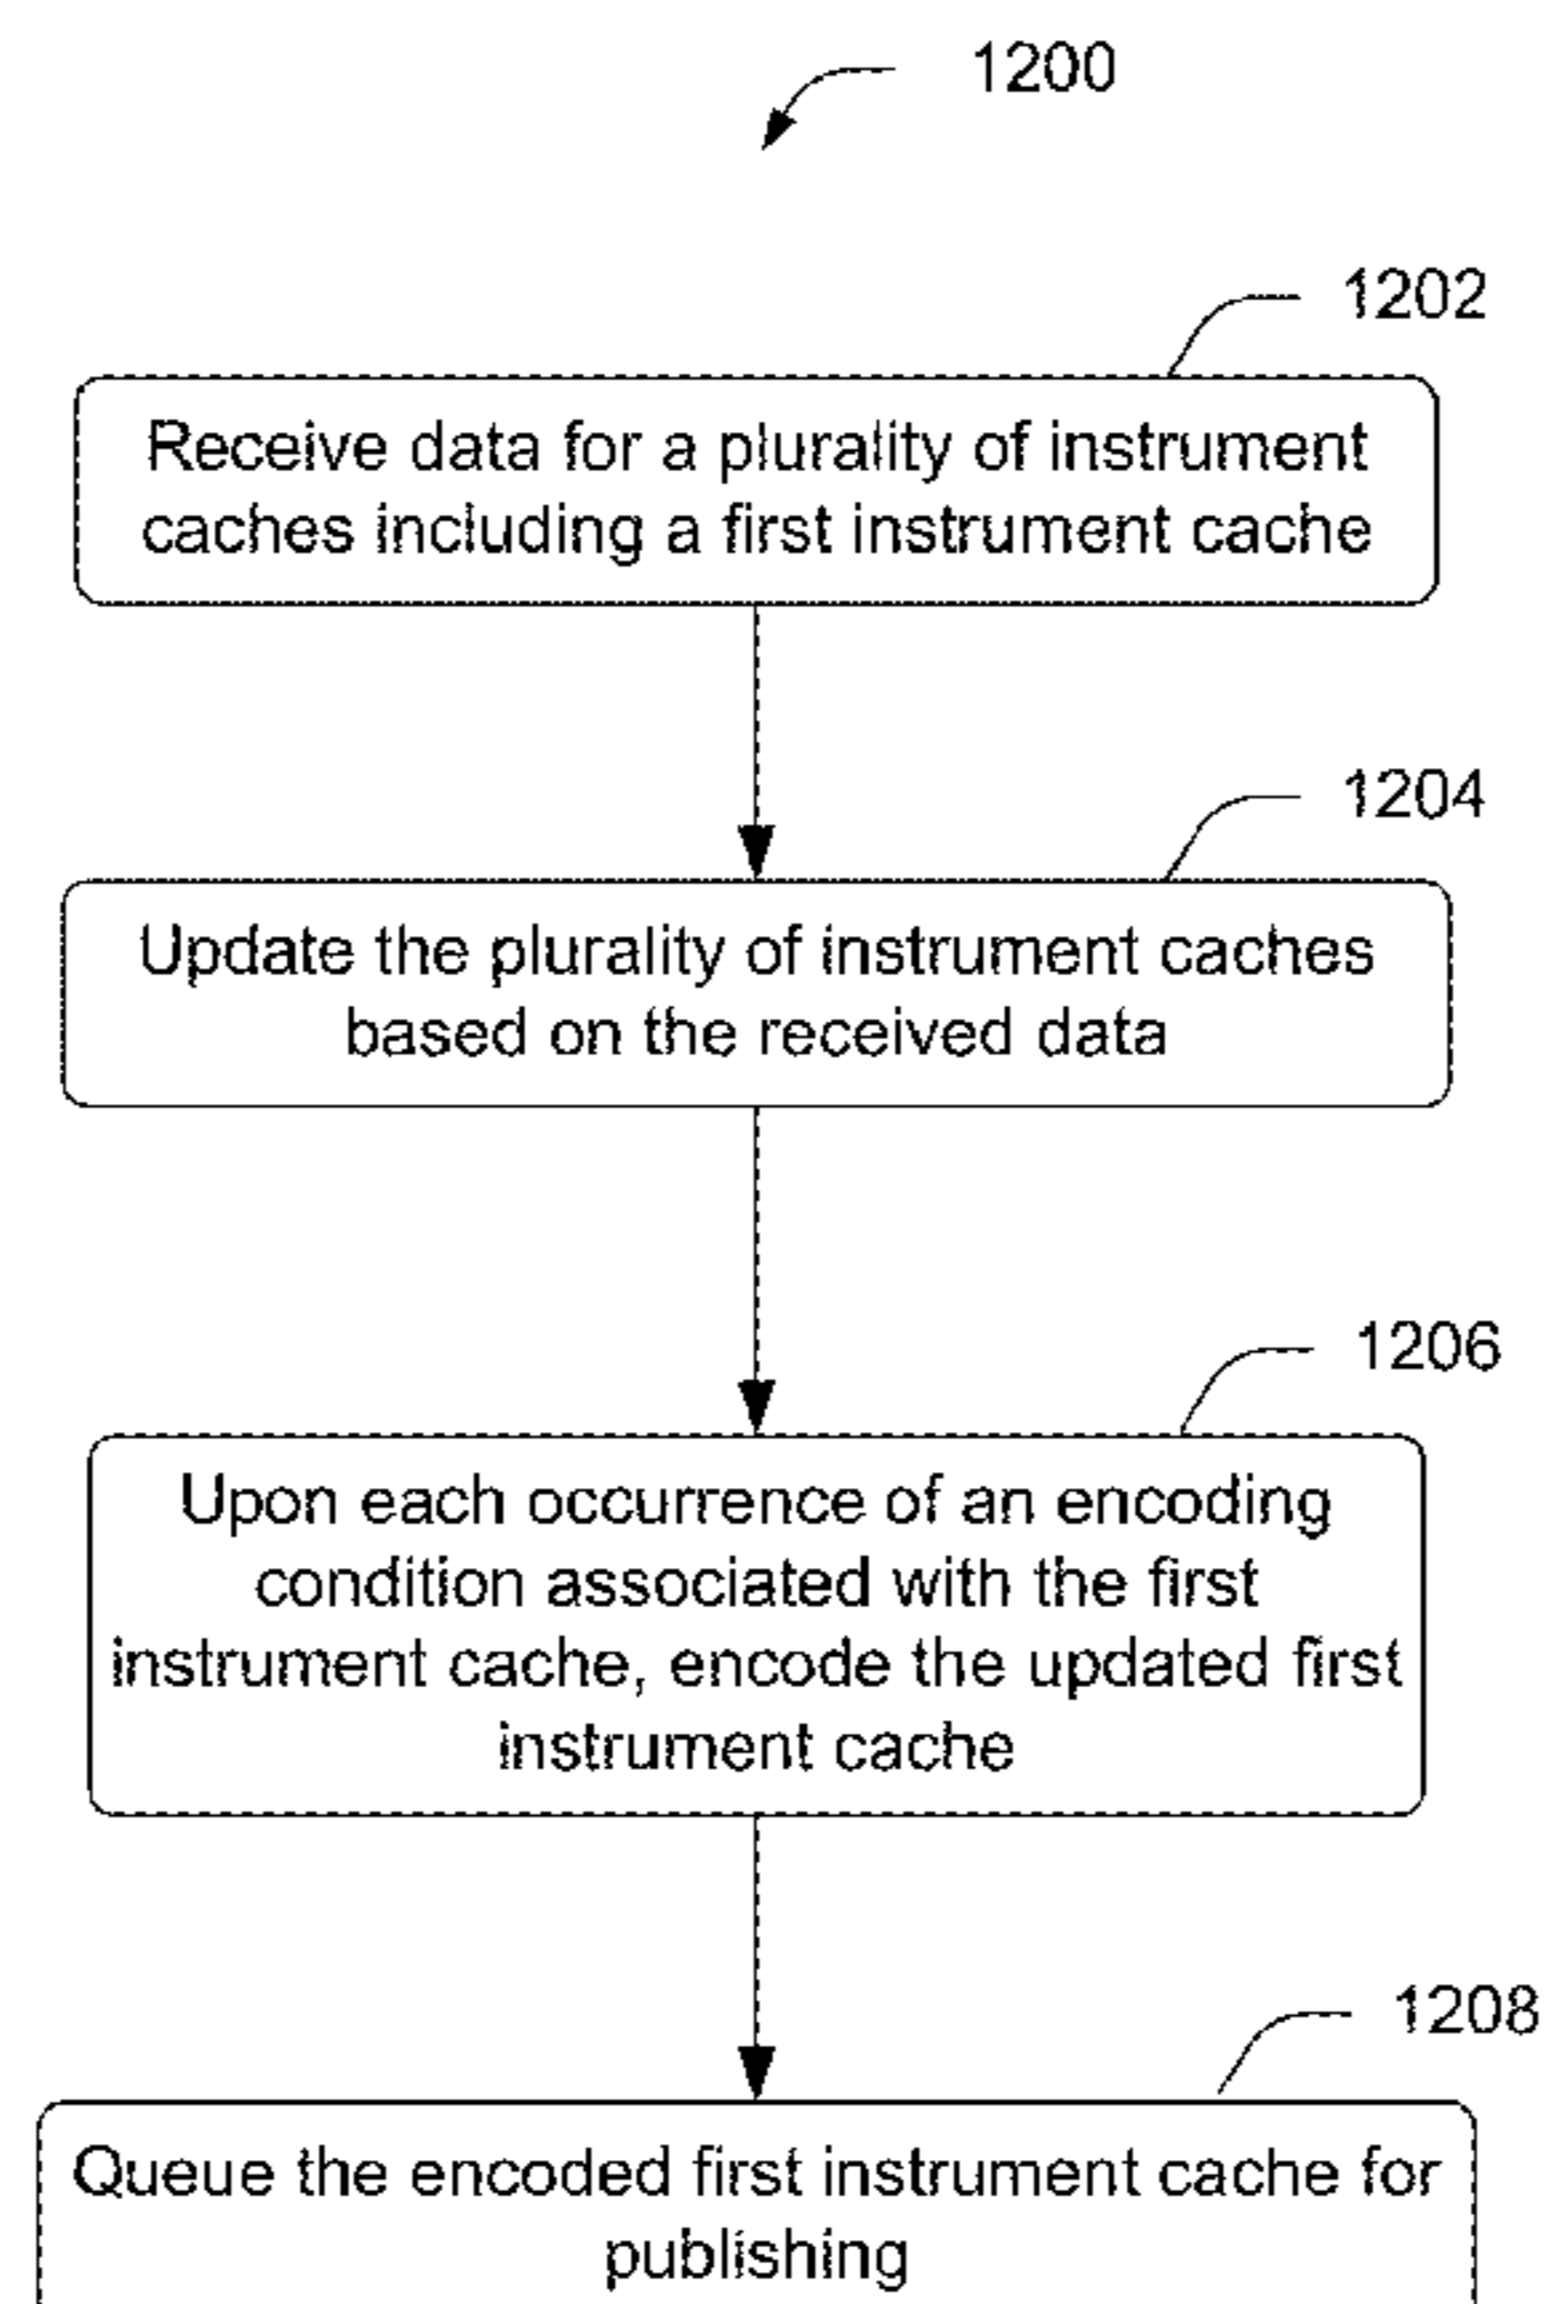 1200
1202
Receive data for a plurality of instrument
caches including a first instrument cache
1204
Update the plurality of instrument caches
based on the received data
1206
Upon each occurrence of an encoding
condition associated with the first
instrument cache, encode the updated first
instrument cache
1208
Queue the encoded first instrument cache for
publishing